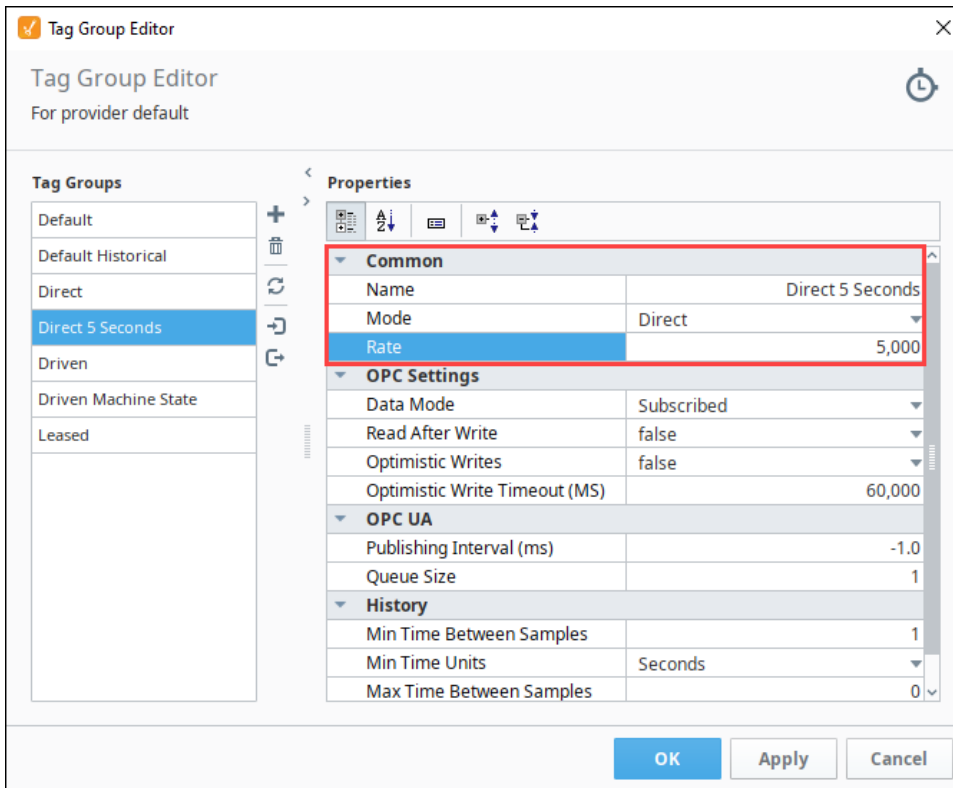 Tag Group Editor
Tag Group Editor
For provider default
Tag Groups
Default
Default Historical
Direct
Direct 5 Seconds
Driven
Driven Machine State
Leased
Properties
Common
Name Direct 5 Seconds
Mode Direct
Rate 5,000
OPC Settings
Data Mode Subscribed
Read After Write false
Optimistic Writes false
Optimistic Write Timeout (MS) 60,000
OPC UA
Publishing Interval (ms) -1.0
Queue Size 1
History
Min Time Between Samples 1
Min Time Units Seconds
Max Time Between Samples 0
OK Apply Cancel